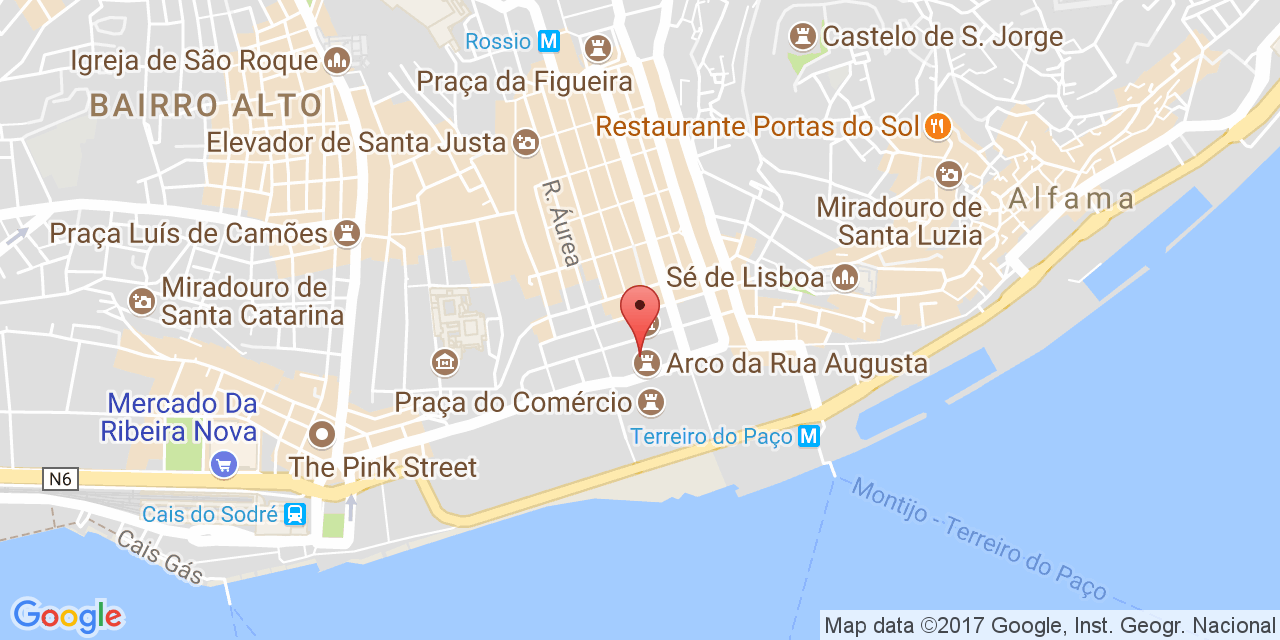 Rossio M
Castelo de S. Jorge
Igreja de São Roque
Praça da Figueira
BAIRRO ALTO
Restaurante Portas do Sol
Elevador de Santa Justa
R. Áurea
Alfama
Miradouro de
Santa Luzia
Praça Luís de Camões
Sé de Lisboa
Miradouro de
Santa Catarina
Arco da Rua Augusta
Praça do Comércio
Mercado Da
Ribeira Nova
Terreiro do Paço M
The Pink Street
N6
Cais do Sodré
Montijo - Terreiro do Paço
Cais Gás
Google
Map data ©2017 Google, Inst. Geogr. Nacional